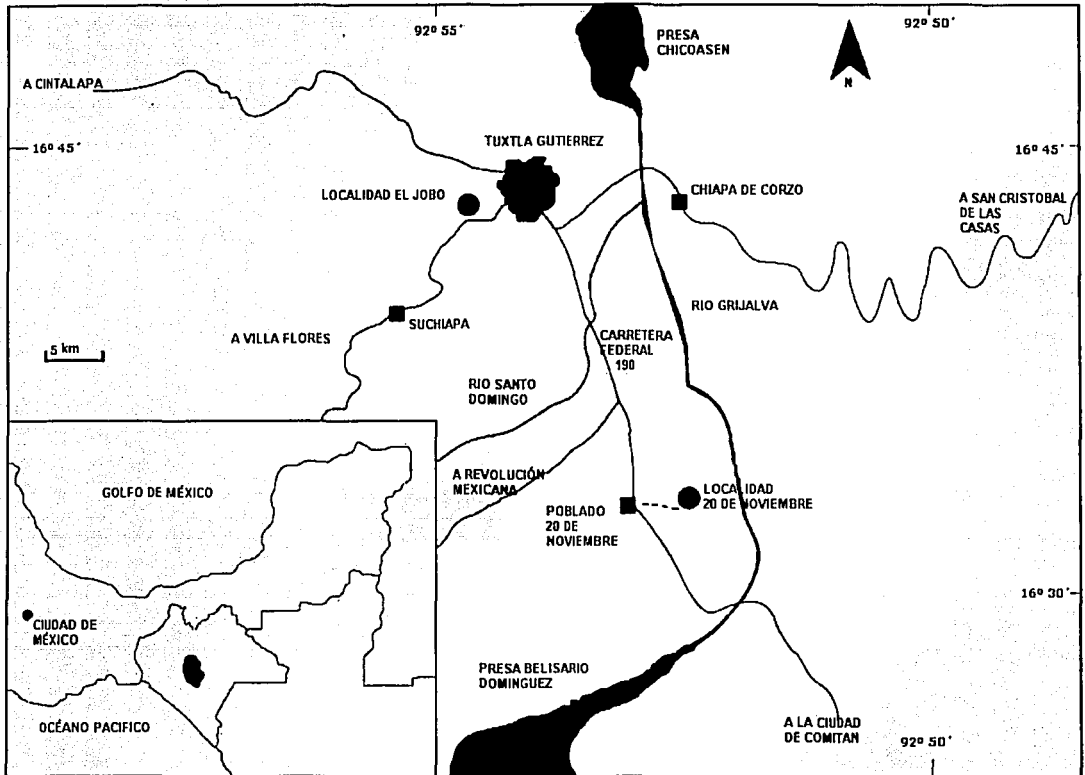 92º 55'
92º 50'
PRESA
CHICOASEN
N
A CINTALAPA
16º 45'
TUXTLA GUTIERREZ
16º 45'
LOCALIDAD EL JOBO
CHIAPA DE CORZO
A SAN CRISTOBAL
DE LAS
CASAS
RIO GRIJALVA
SUCHIAPA
A VILLA FLORES
CARRETERA
FEDERAL
190
5 km
RIO SANTO
DOMINGO
A REVOLUCIÓN
MEXICANA
LOCALIDAD
20 DE NOVIEMBRE
POBLADO
20 DE
NOVIEMBRE
GOLFO DE MÉXICO
16º 30'
CIUDAD DE
MÉXICO
PRESA BELISARIO
DOMINGUEZ
OCÉANO PACIFICO
A LA CIUDAD
DE COMITAN
92º 50'